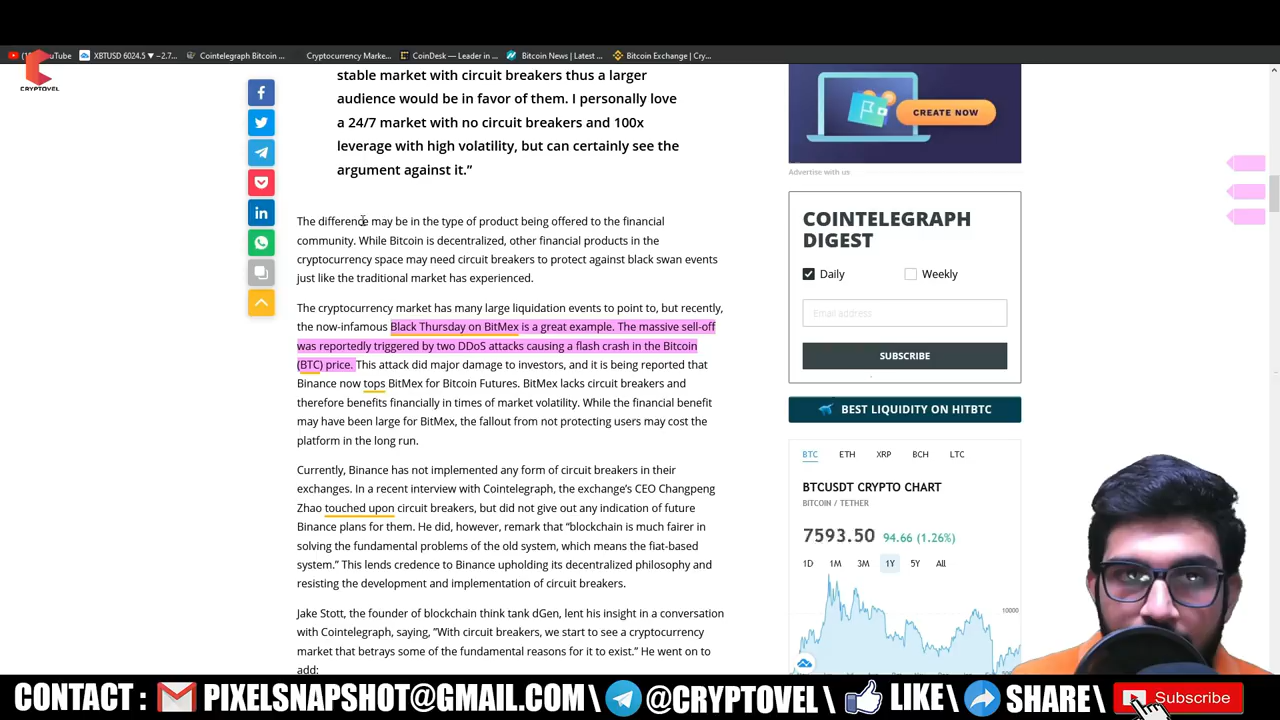 (1) YouTube XBTUSD 6024.5 ▼ −2.7... Cointelegraph Bitcoin ... Cryptocurrency Marke... CoinDesk — Leader in ... Bitcoin News | Latest ... Bitcoin Exchange | Cry...
CRYPTOVEL
stable market with circuit breakers thus a larger
audience would be in favor of them. I personally love
a 24/7 market with no circuit breakers and 100x
leverage with high volatility, but can certainly see the
argument against it.”
The difference may be in the type of product being offered to the financial
community. While Bitcoin is decentralized, other financial products in the
cryptocurrency space may need circuit breakers to protect against black swan events
just like the traditional market has experienced.
The cryptocurrency market has many large liquidation events to point to, but recently,
the now-infamous Black Thursday on BitMex is a great example. The massive sell-off
was reportedly triggered by two DDoS attacks causing a flash crash in the Bitcoin
(BTC) price. This attack did major damage to investors, and it is being reported that
Binance now tops BitMex for Bitcoin Futures. BitMex lacks circuit breakers and
therefore benefits financially in times of market volatility. While the financial benefit
may have been large for BitMex, the fallout from not protecting users may cost the
platform in the long run.
Currently, Binance has not implemented any form of circuit breakers in their
exchanges. In a recent interview with Cointelegraph, the exchange’s CEO Changpeng
Zhao touched upon circuit breakers, but did not give out any indication of future
Binance plans for them. He did, however, remark that “blockchain is much fairer in
solving the fundamental problems of the old system, which means the fiat-based
system.” This lends credence to Binance upholding its decentralized philosophy and
resisting the development and implementation of circuit breakers.
Jake Stott, the founder of blockchain think tank dGen, lent his insight in a conversation
with Cointelegraph, saying, ”With circuit breakers, we start to see a cryptocurrency
market that betrays some of the fundamental reasons for it to exist.” He went on to
add:
CREATE NOW
Advertise with us
COINTELEGRAPH
DIGEST
Daily Weekly
Email address
SUBSCRIBE
BEST LIQUIDITY ON HITBTC
BTC ETH XRP BCH LTC
BTCUSDT CRYPTO CHART
BITCOIN / TETHER
7593.50 94.66 (1.26%)
1D 1M 3M 1Y 5Y All
10000
CONTACT : PIXELSNAPSHOT@GMAIL.COM \ @CRYPTOVEL \ LIKE \ SHARE \ Subscribe